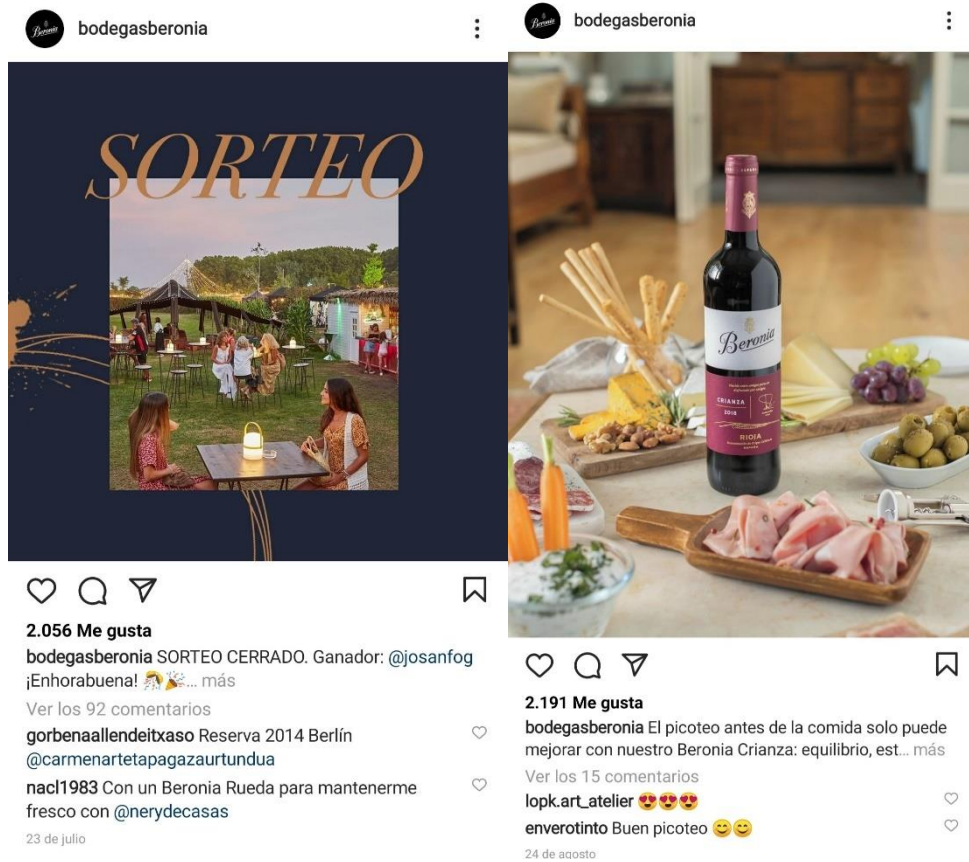 Beronia
bodegasberonia
SORTEO
2.056 Me gusta
bodegasberonia SORTEO CERRADO. Ganador: @josanfog
¡Enhorabuena! 🎊🎉... más
Ver los 92 comentarios
gorbenaallendeitxaso Reserva 2014 Berlín
@carmenartetapagazaurtundua
nacl1983 Con un Beronia Rueda para mantenerme
fresco con @nerydecasas
23 de julio
Beronia
bodegasberonia
Beronia
CRIANZA
2018
RIOJA
2.191 Me gusta
bodegasberonia El picoteo antes de la comida solo puede
mejorar con nuestro Beronia Crianza: equilibrio, est... más
Ver los 15 comentarios
lopk.art_atelier 😍😍😍
enverotinto Buen picoteo 😊😊
24 de agosto